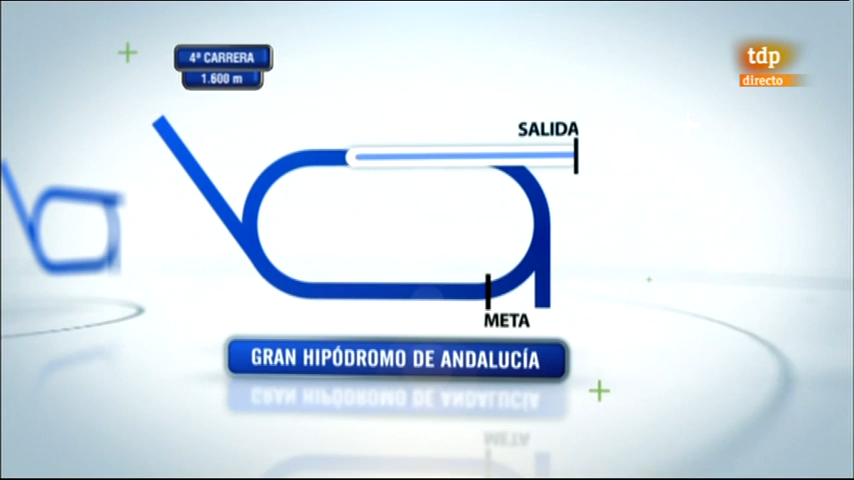 4ª CARRERA
1.600 m
tdp
directo
SALIDA
META
GRAN HIPÓDROMO DE ANDALUCÍA